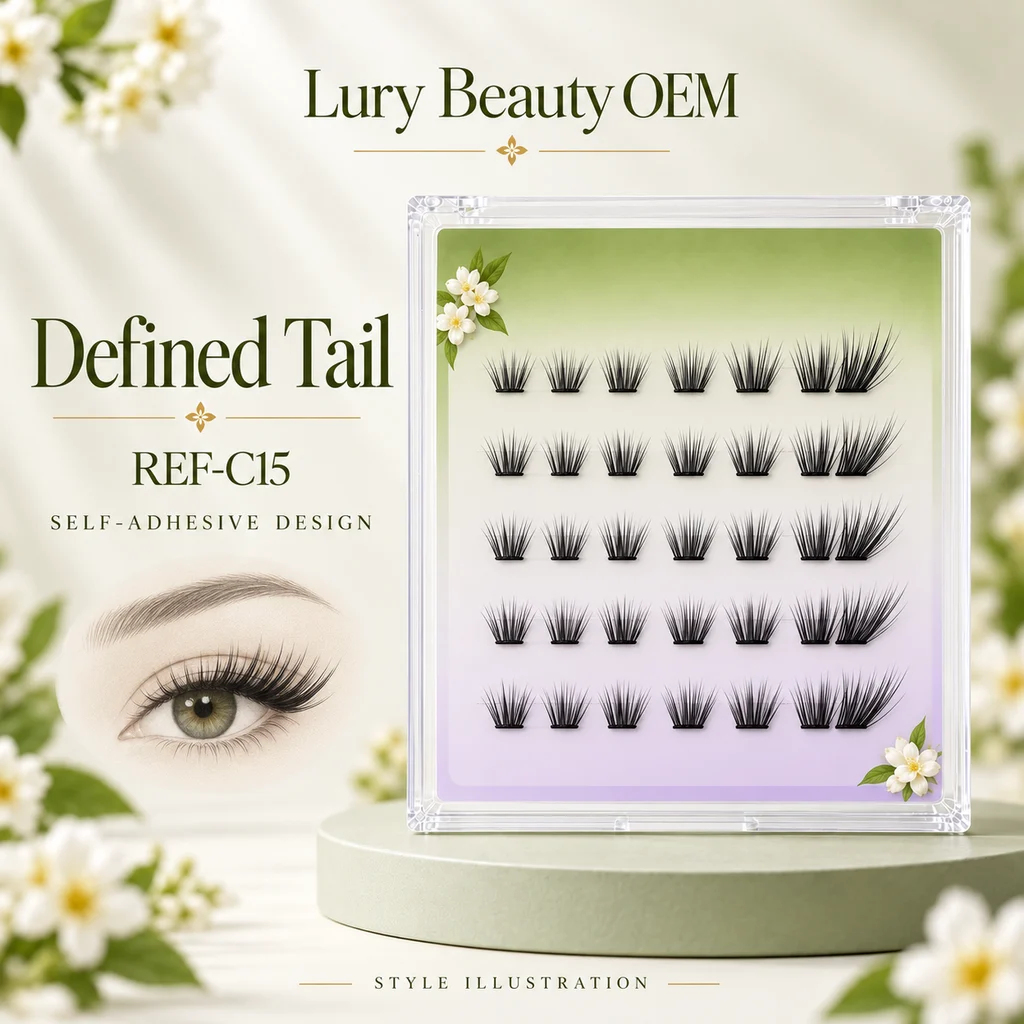 Lury Beauty OEM
Defined Tail
REF-C15
SELF-ADHESIVE DESIGN
STYLE ILLUSTRATION